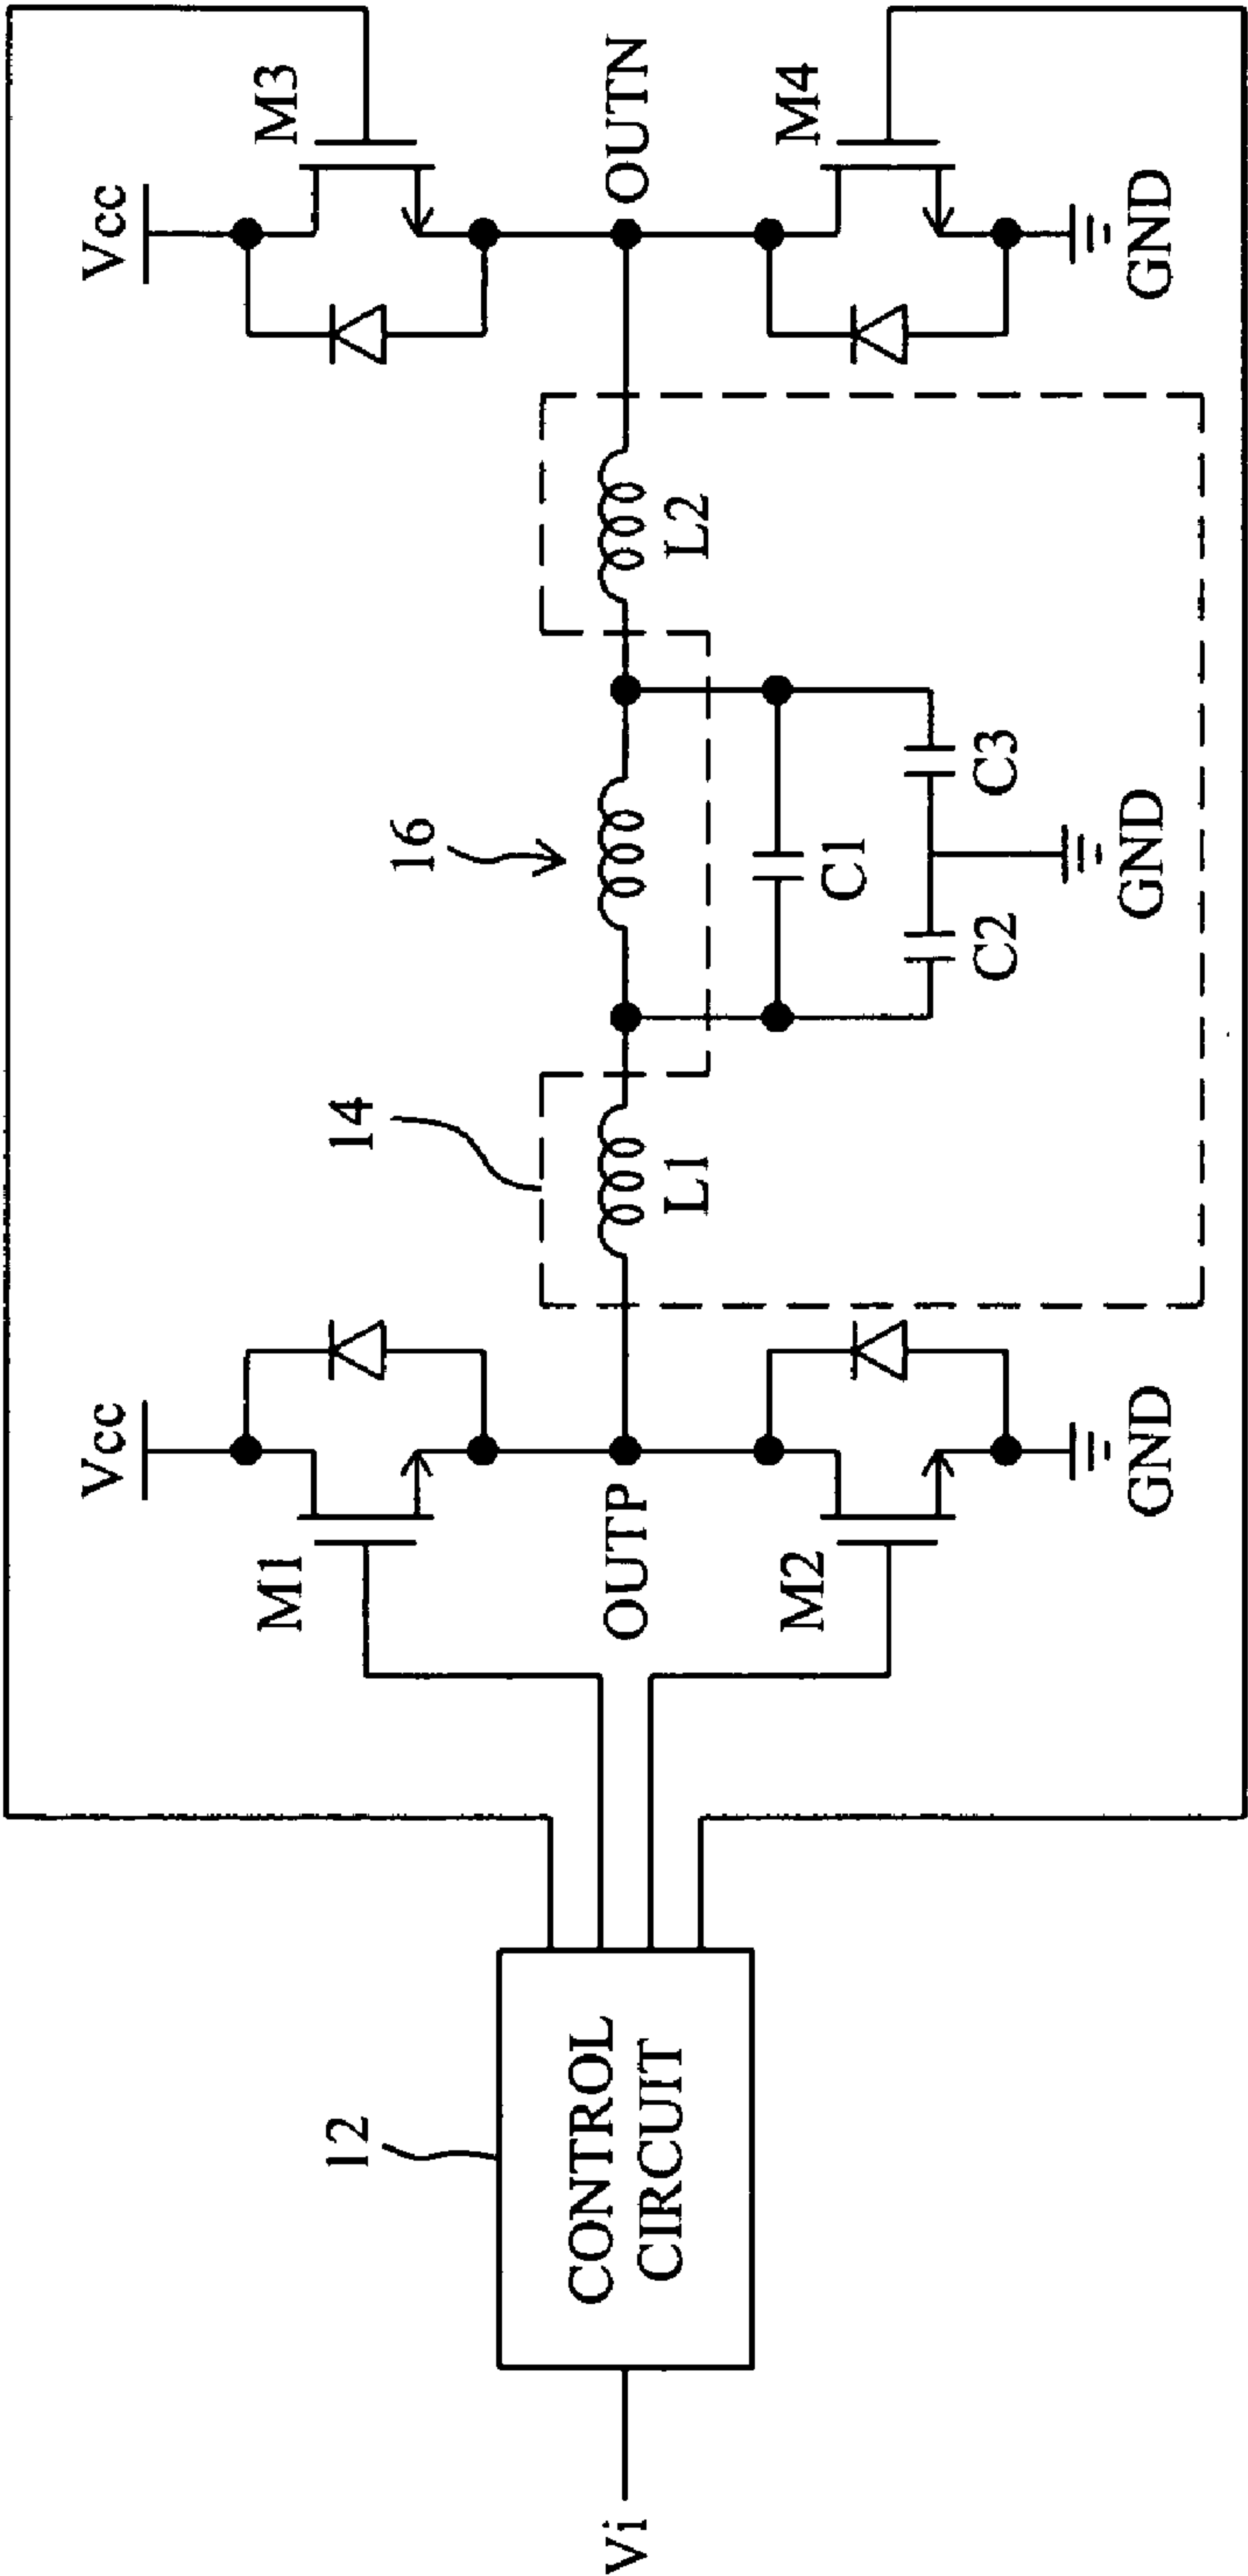 Vcc
Vcc
M1
M3
14
16
OUTP
OUTN
L1
L2
12
CONTROL
CIRCUIT
Vi
C1
M2
M4
C2
C3
GND
GND
GND